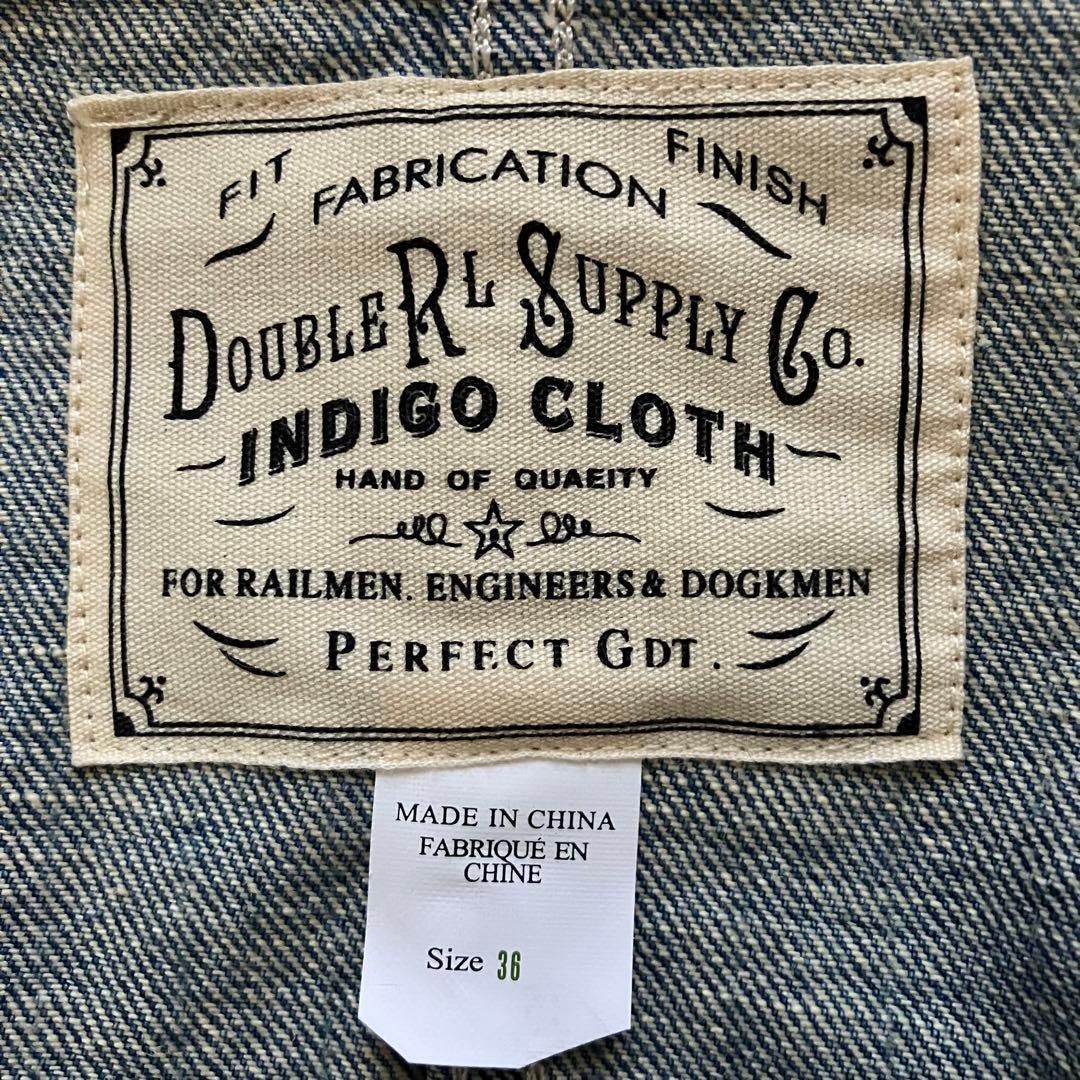 FIT FABRICATION FINISH
DOUBLE RL SUPPLY CO.
INDIGO CLOTH
HAND OF QUAEITY
FOR RAILMEN. ENGINEERS & DOGKMEN
PERFECT GDT.
MADE IN CHINA
FABRIQUÉ EN
CHINE
Size 36